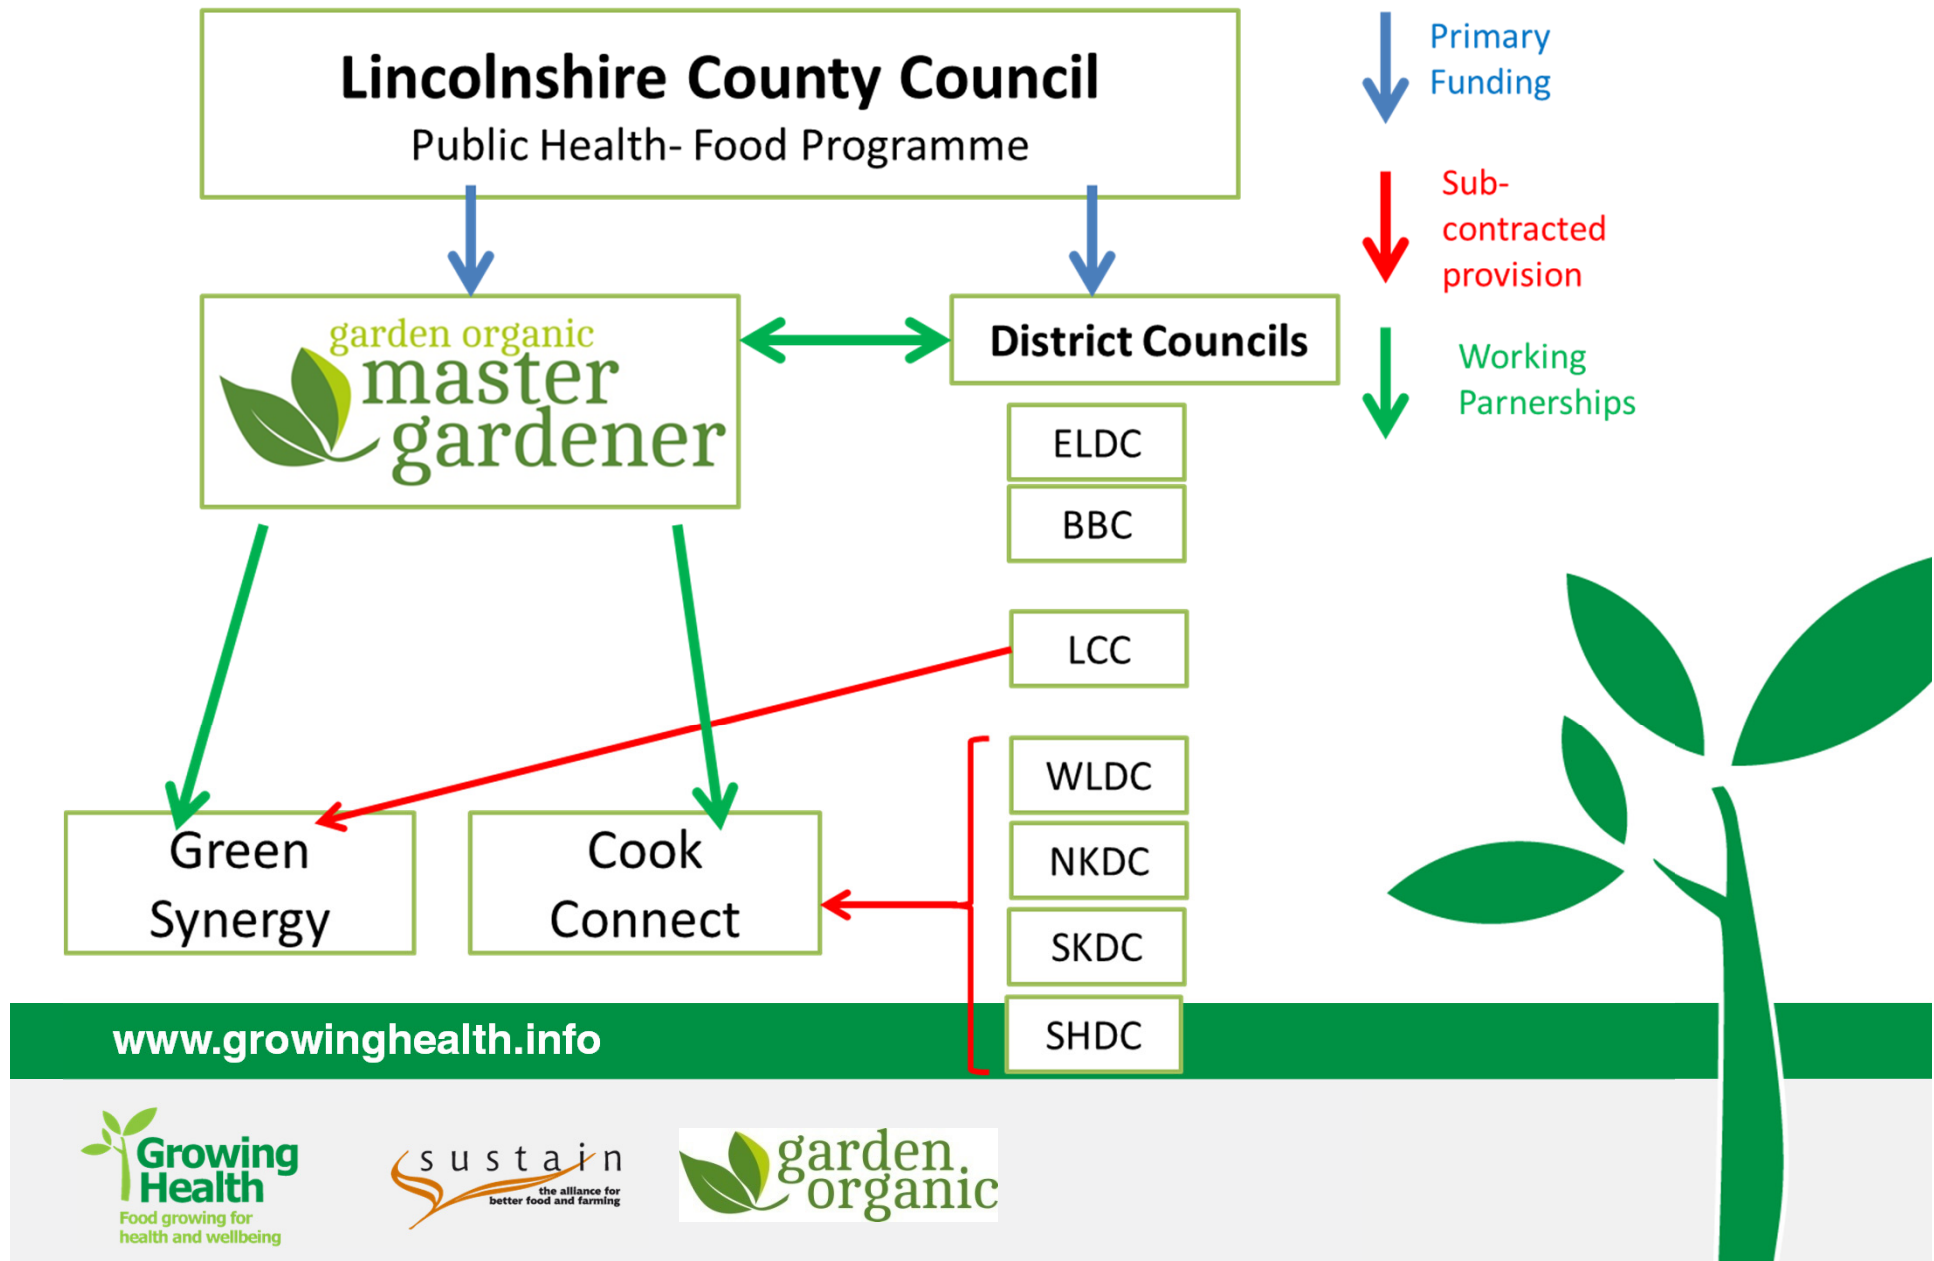 Lincolnshire County Council
Public Health- Food Programme
Primary
Funding
Sub-
contracted
provision
Working
Parnerships
garden organic
master
gardener
District Councils
ELDC
BBC
LCC
WLDC
NKDC
SKDC
SHDC
Green
Synergy
Cook
Connect
www.growinghealth.info
Growing
Health
Food growing for
health and wellbeing
sustain
the alliance for
better food and farming
garden
organic